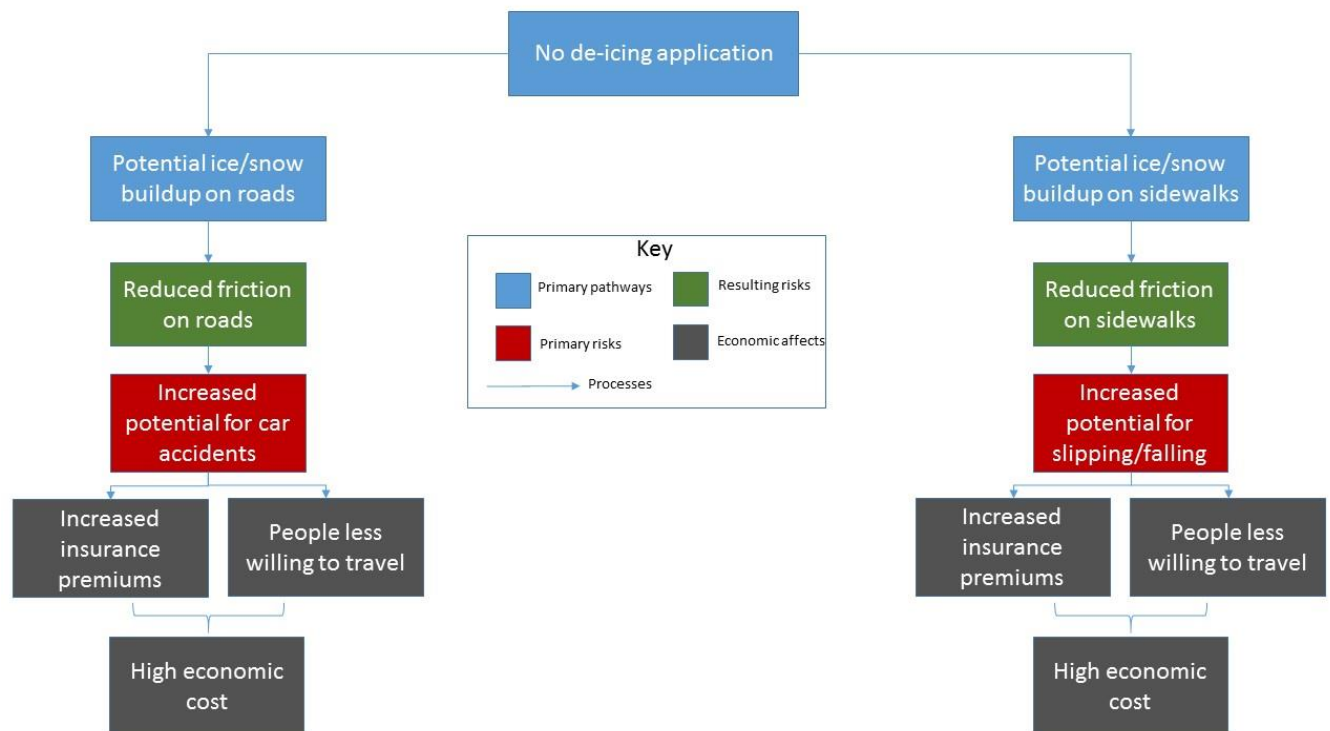 No de-icing application
Potential ice/snow
buildup on roads
Potential ice/snow
buildup on sidewalks
Key
Primary pathways
Resulting risks
Primary risks
Economic affects
Processes
Reduced friction
on roads
Reduced friction
on sidewalks
Increased
potential for car
accidents
Increased
potential for
slipping/falling
Increased
insurance
premiums
People less
willing to travel
Increased
insurance
premiums
People less
willing to travel
High economic
cost
High economic
cost